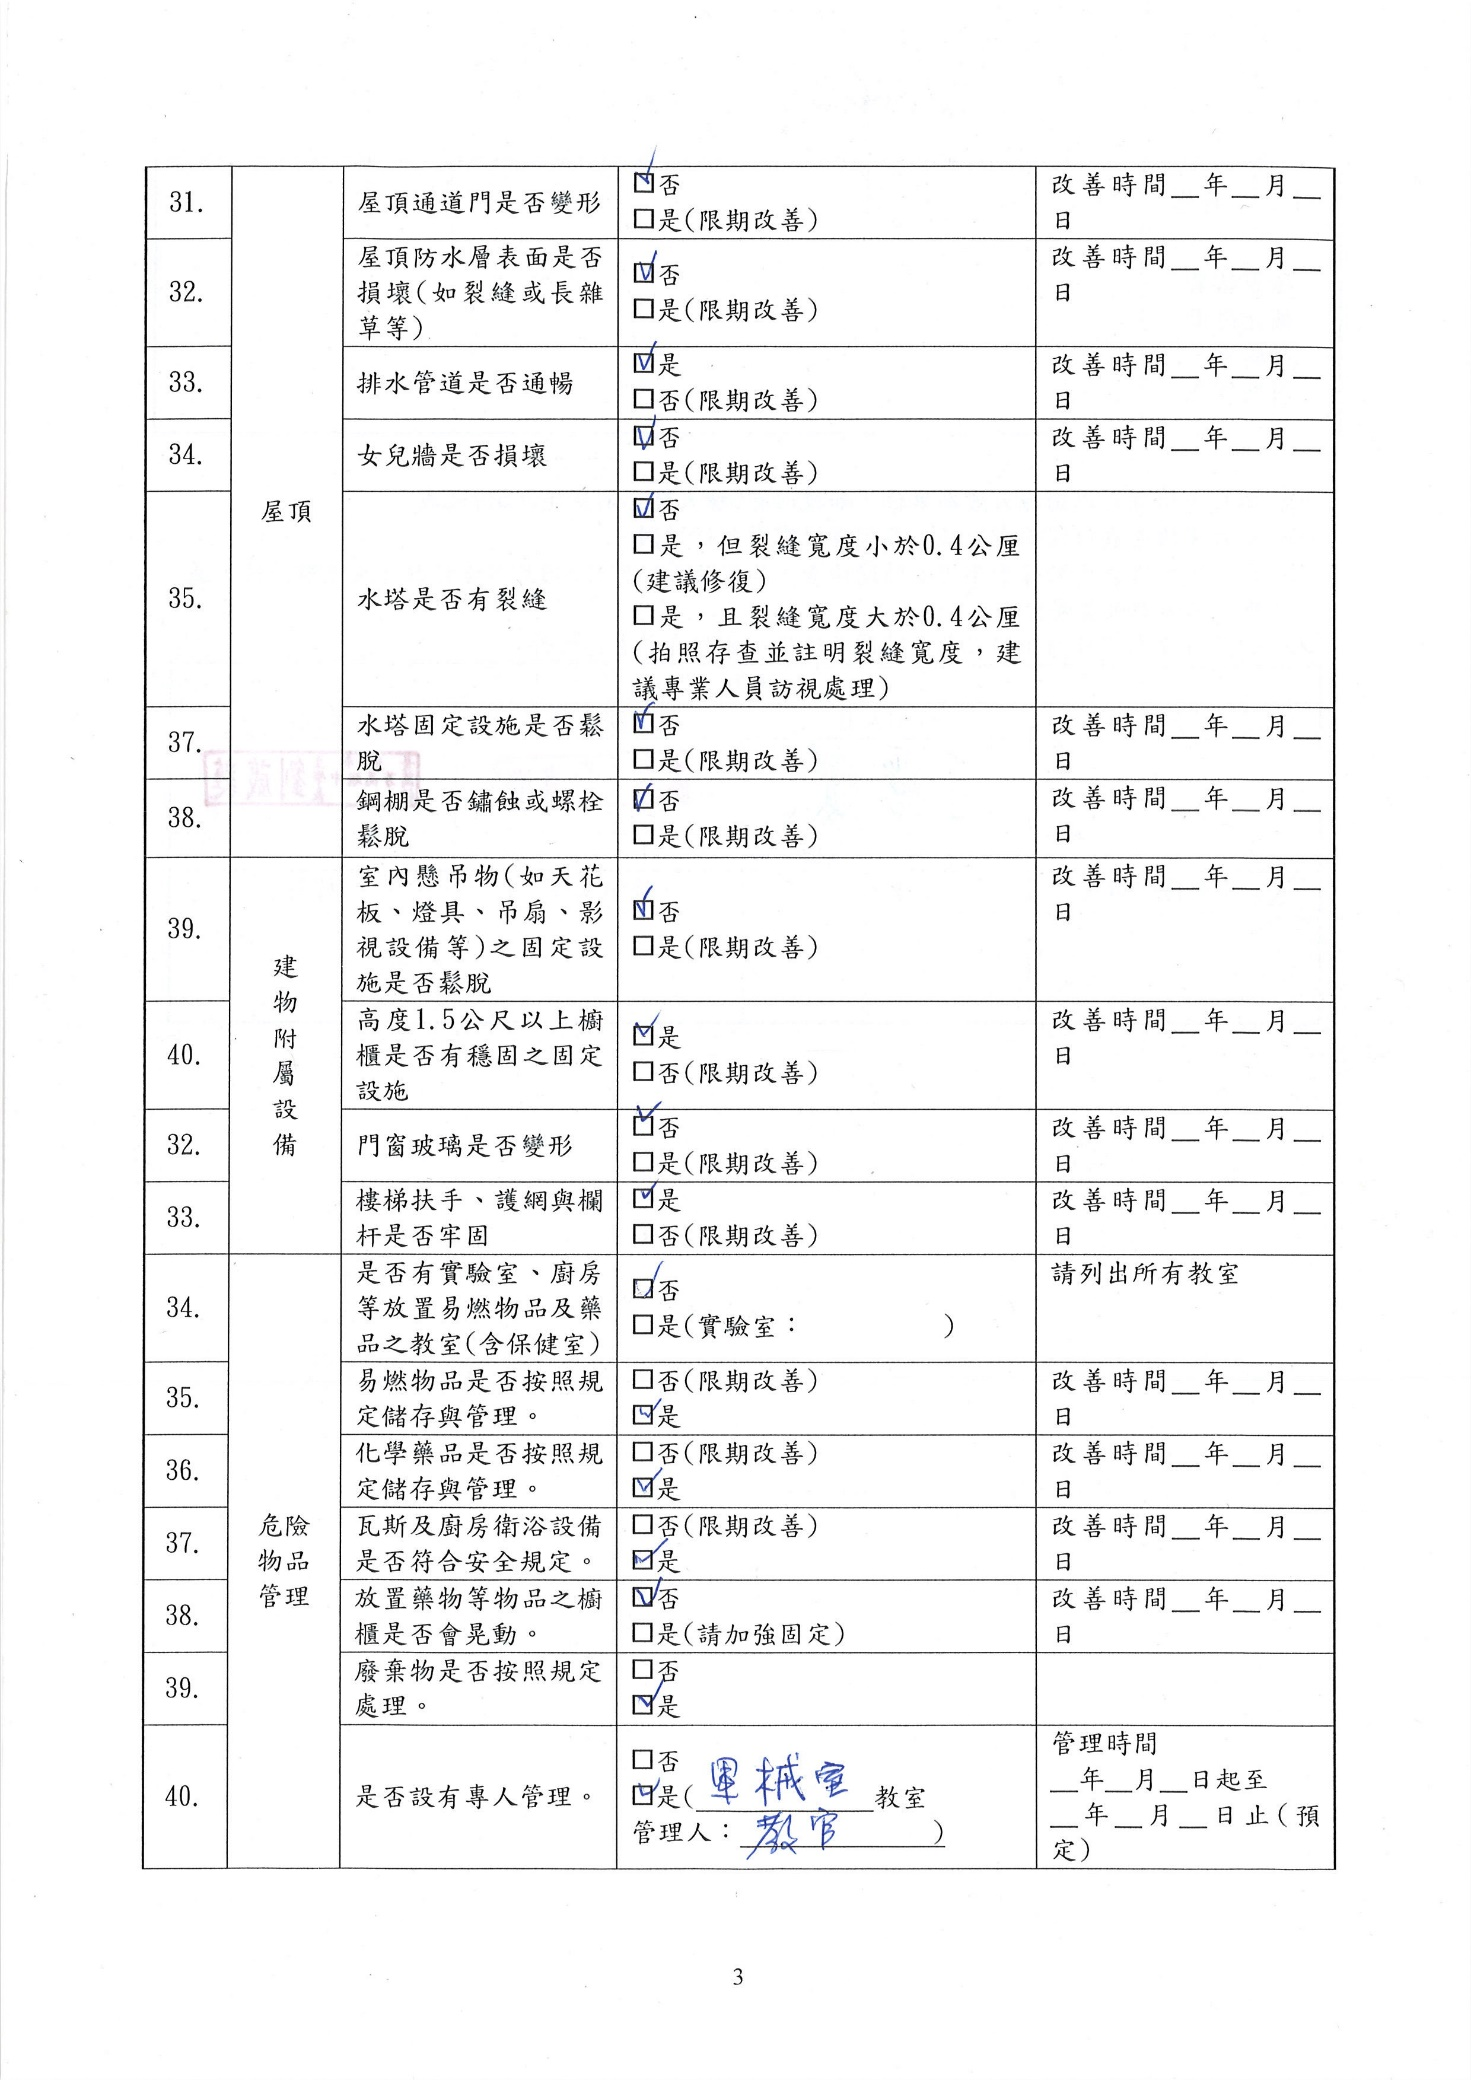 31.
屋頂
屋頂通道門是否變形
☑否
□是(限期改善)
改善時間__年__月__
日
32.
屋頂防水層表面是否
損壞(如裂縫或長雜
草等)
☑否
□是(限期改善)
改善時間__年__月__
日
33.
排水管道是否通暢
☑是
□否(限期改善)
改善時間__年__月__
日
34.
女兒牆是否損壞
☑否
□是(限期改善)
改善時間__年__月__
日
35.
水塔是否有裂縫
☑否
□是，但裂縫寬度小於0.4公厘
(建議修復)
□是，且裂縫寬度大於0.4公厘
(拍照存查並註明裂縫寬度，建
議專業人員訪視處理)
37.
水塔固定設施是否鬆
脫
☑否
□是(限期改善)
改善時間__年__月__
日
38.
鋼棚是否鏽蝕或螺栓
鬆脫
☑否
□是(限期改善)
改善時間__年__月__
日
39.
建
物
附
屬
設
備
室內懸吊物(如天花
板、燈具、吊扇、影
視設備等)之固定設
施是否鬆脫
☑否
□是(限期改善)
改善時間__年__月__
日
40.
高度1.5公尺以上櫥
櫃是否有穩固之固定
設施
☑是
□否(限期改善)
改善時間__年__月__
日
32.
門窗玻璃是否變形
☑否
□是(限期改善)
改善時間__年__月__
日
33.
樓梯扶手、護網與欄
杆是否牢固
☑是
□否(限期改善)
改善時間__年__月__
日
34.
危險
物品
管理
是否有實驗室、廚房
等放置易燃物品及藥
品之教室(含保健室)
☑否
□是(實驗室：　　　　　)
請列出所有教室
35.
易燃物品是否按照規
定儲存與管理。
□否(限期改善)
☑是
改善時間__年__月__
日
36.
化學藥品是否按照規
定儲存與管理。
□否(限期改善)
☑是
改善時間__年__月__
日
37.
瓦斯及廚房衛浴設備
是否符合安全規定。
□否(限期改善)
☑是
改善時間__年__月__
日
38.
放置藥物等物品之櫥
櫃是否會晃動。
☑否
□是(請加強固定)
改善時間__年__月__
日
39.
廢棄物是否按照規定
處理。
□否
☑是
40.
是否設有專人管理。
□否
☑是(軍械室教室
管理人：教官)
管理時間
__年__月__日起至
__年__月__日止(預
定)
3